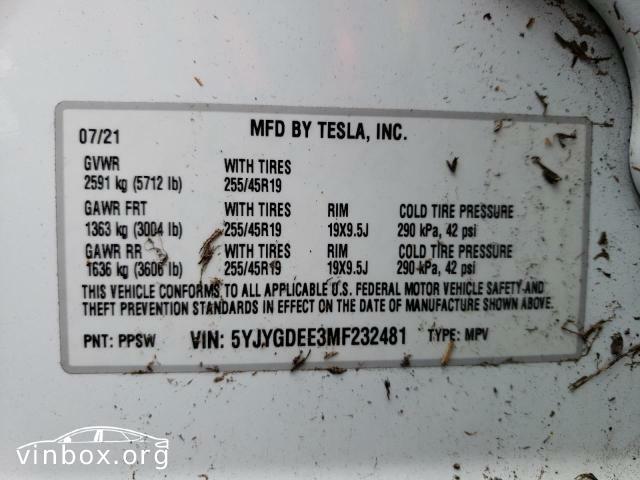 07/21 MFD BY TESLA, INC.
GVWR WITH TIRES
2591 kg (5712 lb) 255/45R19
GAWR FRT WITH TIRES RIM COLD TIRE PRESSURE
1363 kg (3004 lb) 255/45R19 19X9.5J 290 kPa, 42 psi
GAWR RR WITH TIRES RIM COLD TIRE PRESSURE
1636 kg (3606 lb) 255/45R19 19X9.5J 290 kPa, 42 psi
THIS VEHICLE CONFORMS TO ALL APPLICABLE U.S. FEDERAL MOTOR VEHICLE SAFETY AND
THEFT PREVENTION STANDARDS IN EFFECT ON THE DATE OF MANUFACTURE SHOWN ABOVE.
PNT: PPSW VIN: 5YJYGDEE3MF232481 TYPE: MPV
vinbox.org